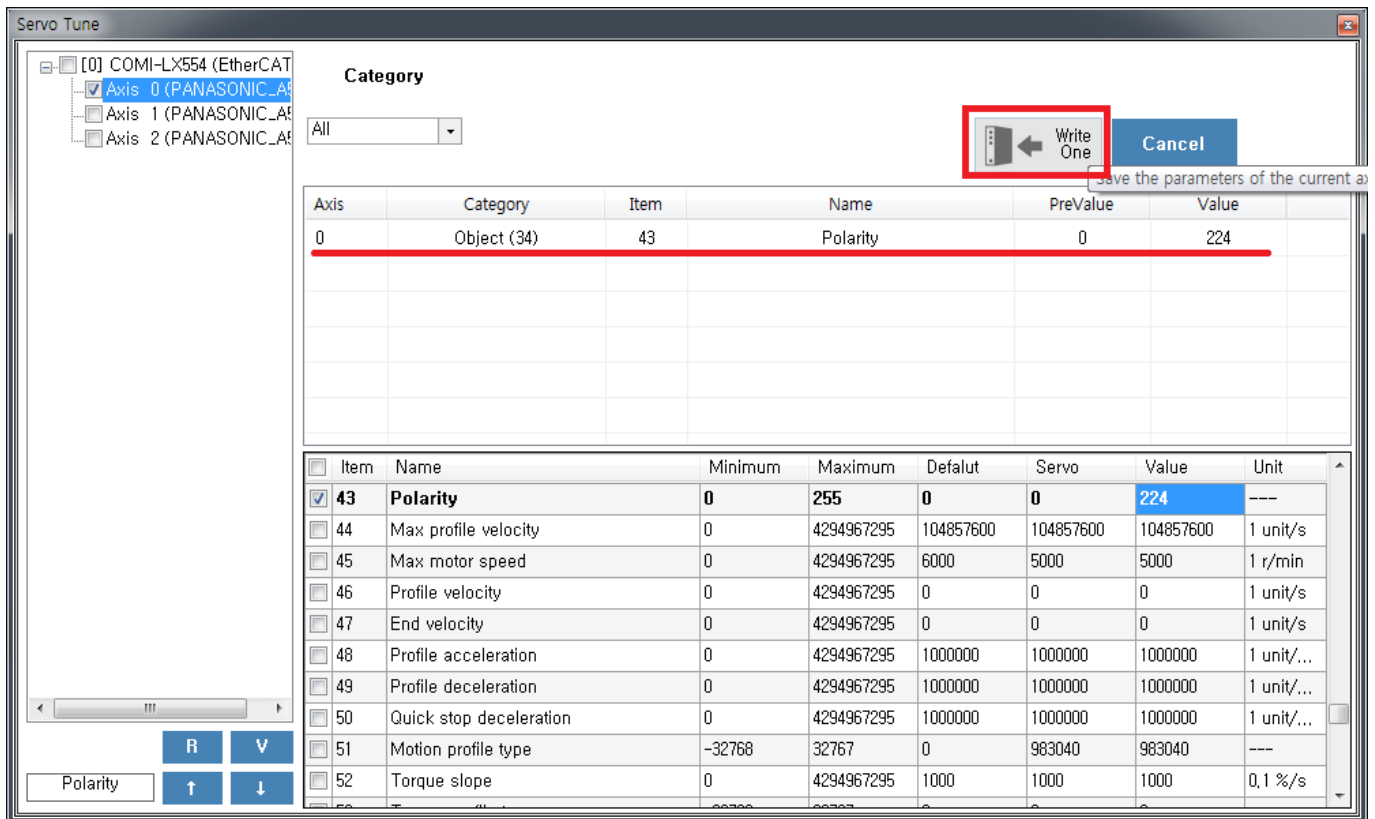 Servo Tune
[0] COMI-LX554 (EtherCAT
Axis 0 (PANASONIC_A5
Axis 1 (PANASONIC_A5
Axis 2 (PANASONIC_A5
Category
All
Write
One
Cancel
Save the parameters of the current ax
Axis Category Item Name PreValue Value
0 Object (34) 43 Polarity 0 224
Item Name Minimum Maximum Defalut Servo Value Unit
43 Polarity 0 255 0 0 224 ---
44 Max profile velocity 0 4294967295 104857600 104857600 104857600 1 unit/s
45 Max motor speed 0 4294967295 6000 5000 5000 1 r/min
46 Profile velocity 0 4294967295 0 0 0 1 unit/s
47 End velocity 0 4294967295 0 0 0 1 unit/s
48 Profile acceleration 0 4294967295 1000000 1000000 1000000 1 unit/...
49 Profile deceleration 0 4294967295 1000000 1000000 1000000 1 unit/...
50 Quick stop deceleration 0 4294967295 1000000 1000000 1000000 1 unit/...
51 Motion profile type -32768 32767 0 983040 983040 ---
52 Torque slope 0 4294967295 1000 1000 1000 0,1 %/s
R V
Polarity ↑ ↓